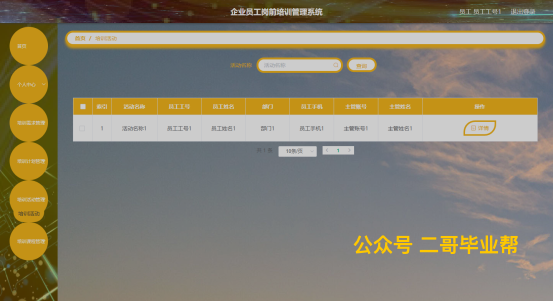 企业员工岗前培训管理系统
员工 员工工号1 退出登录
首页
首页 / 培训活动
个人中心
活动名称 活动名称 查询
索引 活动名称 员工工号 员工姓名 部门 员工手机 主管账号 主管姓名 操作
1 活动名称1 员工工号1 员工姓名1 部门1 员工手机1 主管账号1 主管姓名1 详情
共 1 条 10条/页 1
培训计划管理
培训活动管理
培训活动
培训课程管理
公众号 二哥毕业帮